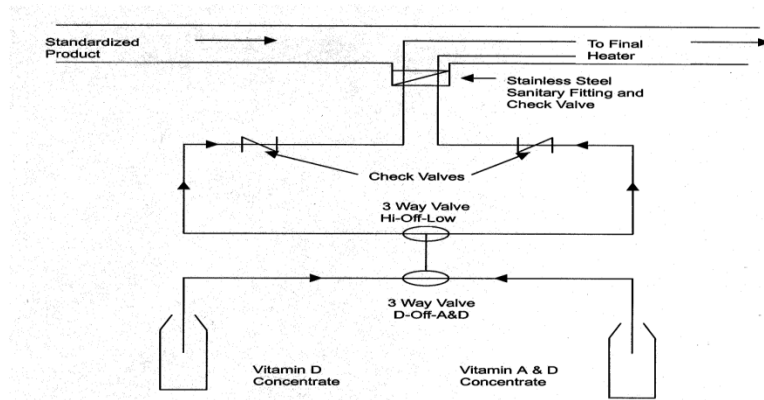 Standardized
Product
To Final
Heater
Stainless Steel
Sanitary Fitting and
Check Valve
Check Valves
3 Way Valve
Hi-Off-Low
3 Way Valve
D-Off-A&D
Vitamin D
Concentrate
Vitamin A & D
Concentrate